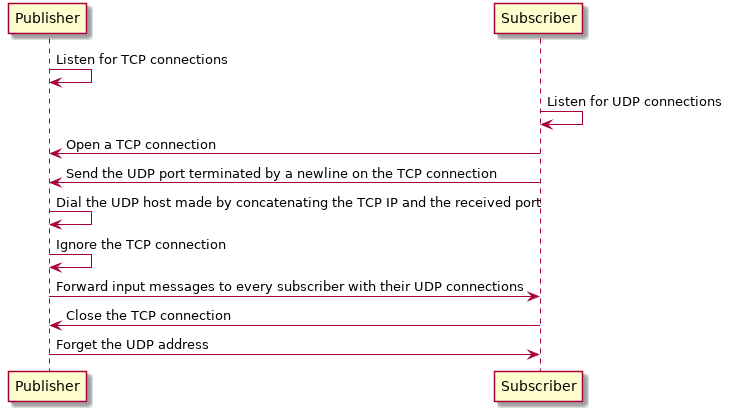 Publisher
Subscriber
Listen for TCP connections
Listen for UDP connections
Open a TCP connection
Send the UDP port terminated by a newline on the TCP connection
Dial the UDP host made by concatenating the TCP IP and the received port
Ignore the TCP connection
Forward input messages to every subscriber with their UDP connections
Close the TCP connection
Forget the UDP address
Publisher
Subscriber